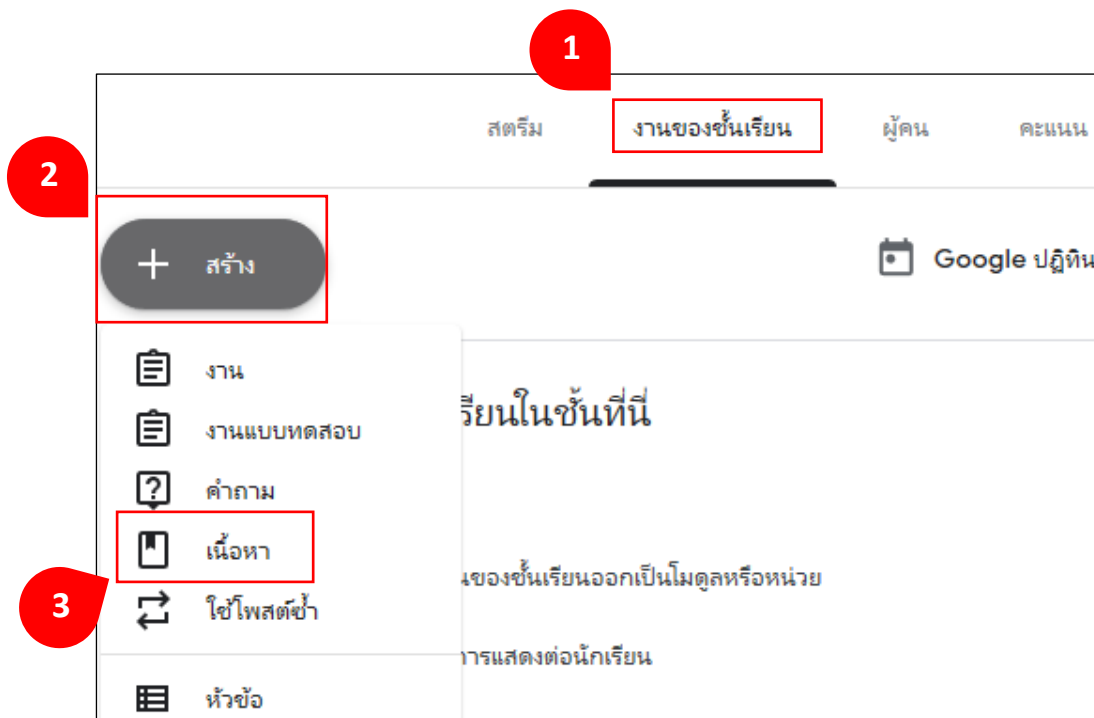 1
สตรีม งานของชั้นเรียน ผู้คน คะแนน
2
+ สร้าง
Google ปฏิทิน
งาน
งานแบบทดสอบ
คำถาม
เนื้อหา
ใช้โพสต์ซ้ำ
หัวข้อ
3
รียนในชั้นที่นี่
นของชั้นเรียนออกเป็นโมดูลหรือหน่วย
การแสดงต่อนักเรียน